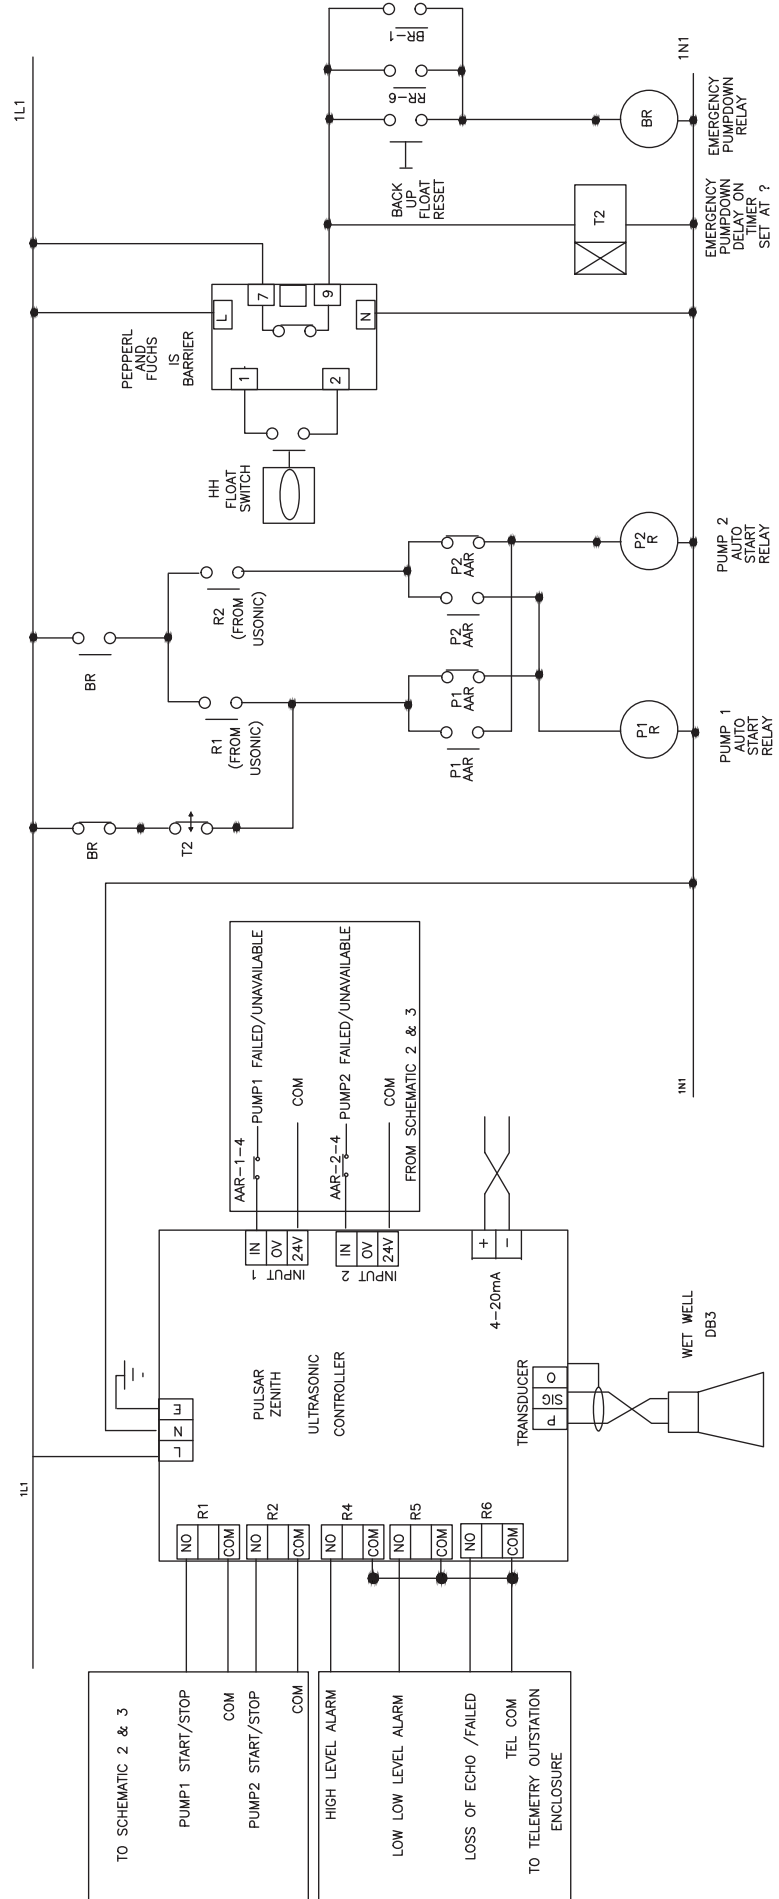 1L1
1L1
TO SCHEMATIC 2 & 3
PUMP1 START/STOP
COM
PUMP2 START/STOP
COM
HIGH LEVEL ALARM
LOW LOW LEVEL ALARM
LOSS OF ECHO /FAILED
TEL COM
TO TELEMETRY OUTSTATION
ENCLOSURE
NO
COM
R1
NO
COM
R2
NO
COM
R4
NO
COM
R5
NO
COM
R6
L
N
E
PULSAR
ZENITH
ULTRASONIC
CONTROLLER
TRANSDUCER
P
SIG
O
WET WELL
DB3
4-20mA
+
-
INPUT
1
IN
0V
24V
INPUT
2
IN
0V
24V
AAR-1-4
PUMP1 FAILED/UNAVAILABLE
COM
AAR-2-4
PUMP2 FAILED/UNAVAILABLE
COM
FROM SCHEMATIC 2 & 3
1N1
BR
T2
BR
R1
(FROM
USONIC)
R2
(FROM
USONIC)
P1
AAR
P1
AAR
P2
AAR
P2
AAR
P1
R
PUMP 1
AUTO
START
RELAY
P2
R
PUMP 2
AUTO
START
RELAY
HH
FLOAT
SWITCH
PEPPERL
AND
FUCHS
IS
BARRIER
L
7
9
N
1
2
BACK
UP
FLOAT
RESET
BR-1
RR-6
T2
EMERGENCY
PUMPDOWN
DELAY ON
TIMER
SET AT ?
BR
EMERGENCY
PUMPDOWN
RELAY
1N1